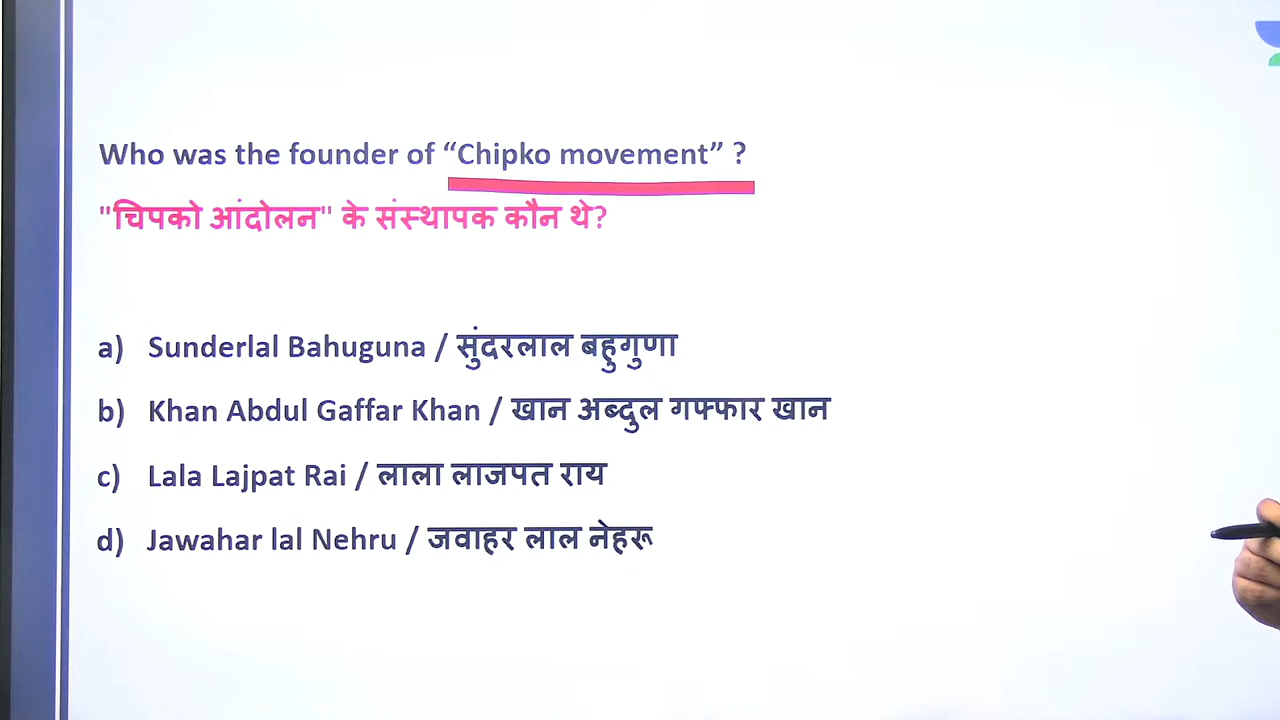 Who was the founder of “Chipko movement” ?
"चिपको आंदोलन" के संस्थापक कौन थे?
a) Sunderlal Bahuguna / सुंदरलाल बहुगुणा
b) Khan Abdul Gaffar Khan / खान अब्दुल गफ्फार खान
c) Lala Lajpat Rai / लाला लाजपत राय
d) Jawahar lal Nehru / जवाहर लाल नेहरू